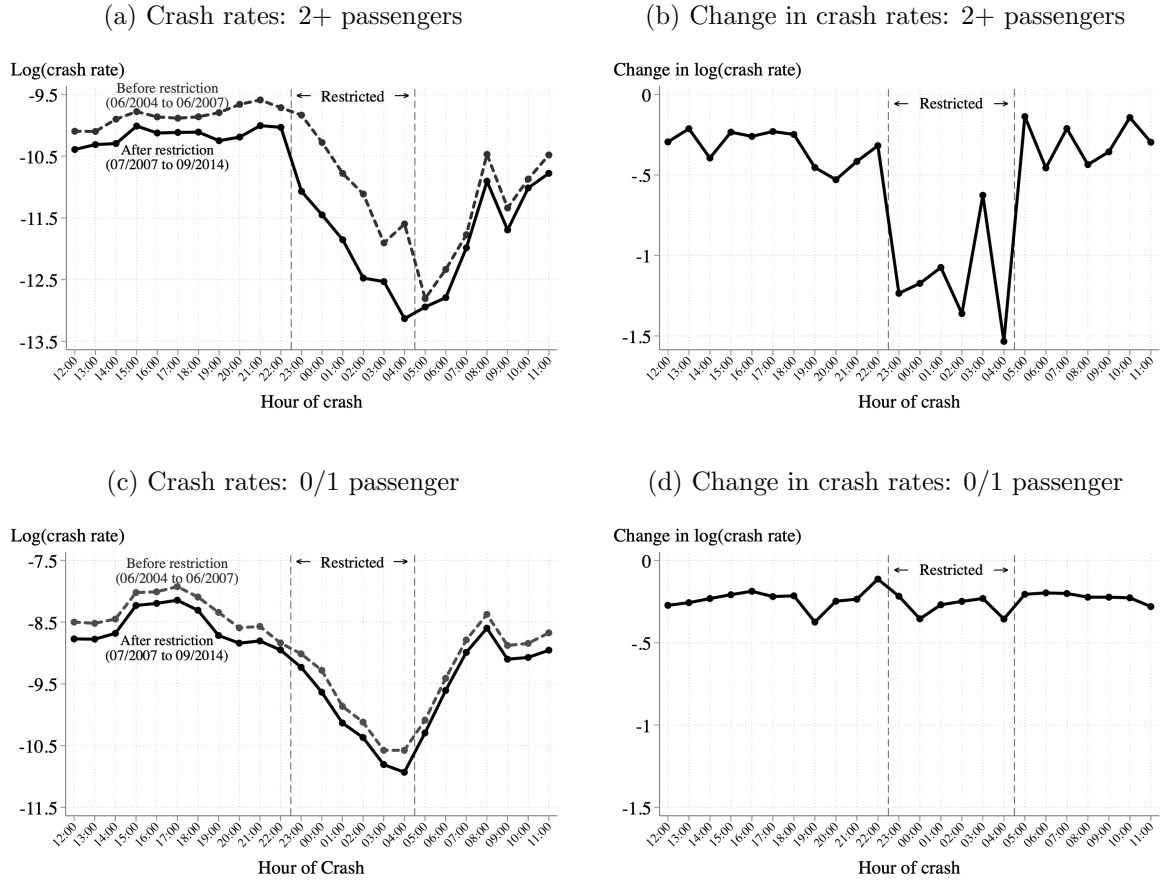 (a) Crash rates: 2+ passengers
Log(crash rate)
Before restriction
(06/2004 to 06/2007)
← Restricted →
After restriction
(07/2007 to 09/2014)
-9.5
-10.5
-11.5
-12.5
-13.5
12:00 13:00 14:00 15:00 16:00 17:00 18:00 19:00 20:00 21:00 22:00 23:00 00:00 01:00 02:00 03:00 04:00 05:00 06:00 07:00 08:00 09:00 10:00 11:00
Hour of crash
(b) Change in crash rates: 2+ passengers
Change in log(crash rate)
← Restricted →
0
-.5
-1
-1.5
12:00 13:00 14:00 15:00 16:00 17:00 18:00 19:00 20:00 21:00 22:00 23:00 00:00 01:00 02:00 03:00 04:00 05:00 06:00 07:00 08:00 09:00 10:00 11:00
Hour of crash
(c) Crash rates: 0/1 passenger
Log(crash rate)
Before restriction
(06/2004 to 06/2007)
← Restricted →
After restriction
(07/2007 to 09/2014)
-7.5
-8.5
-9.5
-10.5
-11.5
12:00 13:00 14:00 15:00 16:00 17:00 18:00 19:00 20:00 21:00 22:00 23:00 00:00 01:00 02:00 03:00 04:00 05:00 06:00 07:00 08:00 09:00 10:00 11:00
Hour of Crash
(d) Change in crash rates: 0/1 passenger
Change in log(crash rate)
← Restricted →
0
-.5
-1
-1.5
12:00 13:00 14:00 15:00 16:00 17:00 18:00 19:00 20:00 21:00 22:00 23:00 00:00 01:00 02:00 03:00 04:00 05:00 06:00 07:00 08:00 09:00 10:00 11:00
Hour of crash